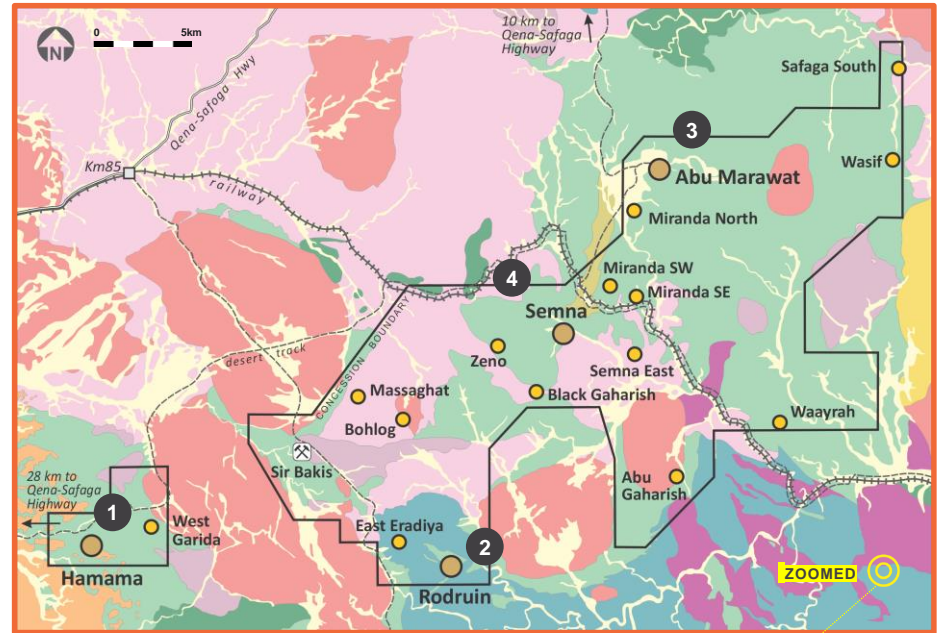 N
0
5km
10 km to
Qena-Safaga
Highway
Qena-Safaga Hwy
Km85
railway
Safaga South
3
Wasif
Abu Marawat
Miranda North
4
Miranda SW
Miranda SE
Semna
CONCESSION BOUNDARY
desert track
Zeno
Semna East
Massaghat
Black Gaharish
Bohlog
Waayrah
Sir Bakis
28 km to
Qena-Safaga
Highway
Abu
Gaharish
1
West
Garida
East Eradiya
2
Hamama
Rodruin
ZOOMED